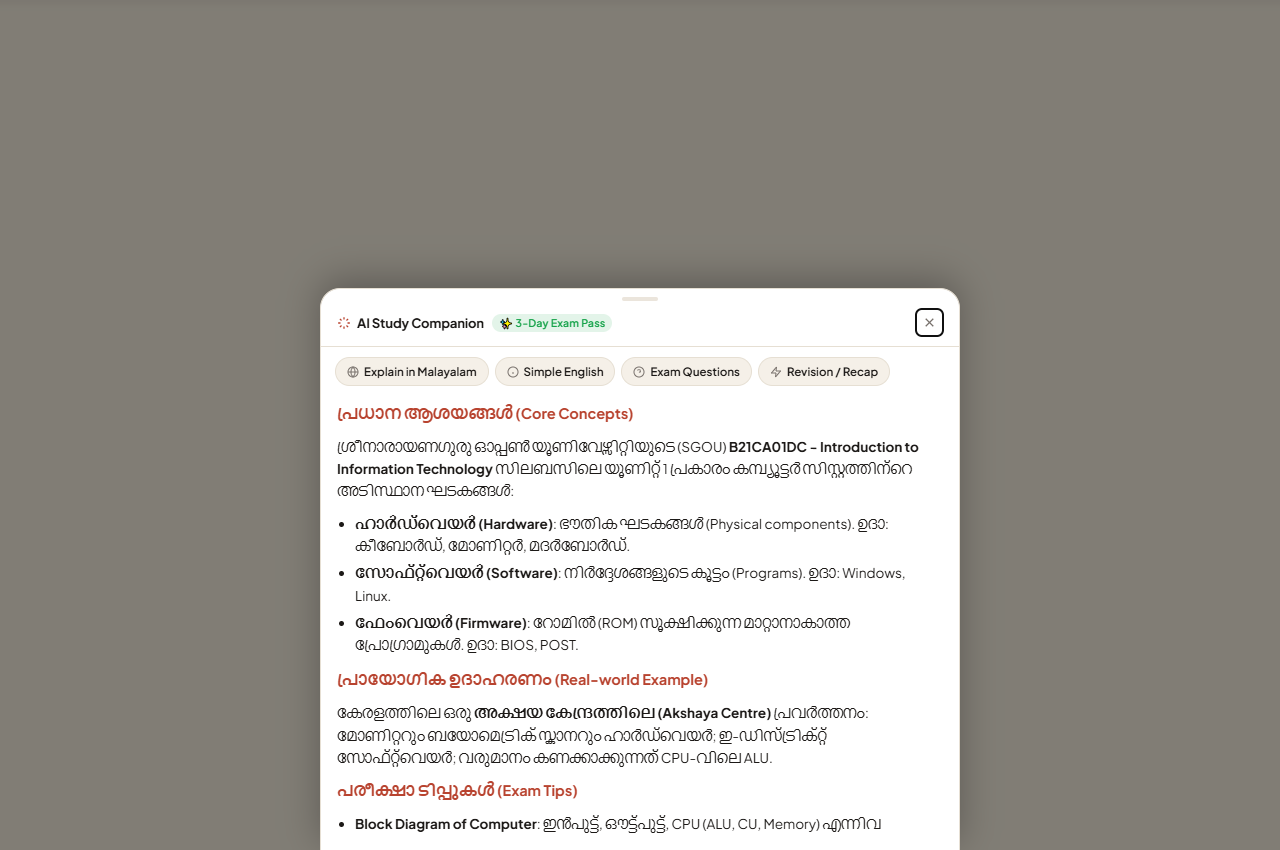 AI Study Companion
3-Day Exam Pass
Explain in Malayalam
Simple English
Exam Questions
Revision / Recap
പ്രധാന ആശയങ്ങൾ (Core Concepts)
ശ്രീനാരായണഗുരു ഓപ്പൺ യൂണിവേഴ്സിറ്റിയുടെ (SGOU) B21CA01DC – Introduction to
Information Technology സിലബസിലെ യൂണിറ്റ് 1 പ്രകാരം കമ്പ്യൂട്ടർ സിസ്റ്റത്തിന്റെ
അടിസ്ഥാന ഘടകങ്ങൾ:
• ഹാർഡ്‌വെയർ (Hardware): ഭൗതിക ഘടകങ്ങൾ (Physical components). ഉദാ:
കീബോർഡ്, മോണിറ്റർ, മദർബോർഡ്.
• സോഫ്റ്റ്‌വെയർ (Software): നിർദ്ദേശങ്ങളുടെ കൂട്ടം (Programs). ഉദാ: Windows,
Linux.
• ഫേംവെയർ (Firmware): റോമിൽ (ROM) സൂക്ഷിക്കുന്ന മാറ്റാനാകാത്ത
പ്രോഗ്രാമുകൾ. ഉദാ: BIOS, POST.
പ്രായോഗിക ഉദാഹരണം (Real-world Example)
കേരളത്തിലെ ഒരു അക്ഷയ കേന്ദ്രത്തിലെ (Akshaya Centre) പ്രവർത്തനം:
മോണിറ്ററും ബയോമെട്രിക് സ്കാനറും ഹാർഡ്‌വെയർ; ഇ-ഡിസ്ട്രിക്റ്റ്
സോഫ്റ്റ്‌വെയർ; വരുമാനം കണക്കാക്കുന്നത് CPU-വിലെ ALU.
പരീക്ഷാ ടിപ്പുകൾ (Exam Tips)
• Block Diagram of Computer: ഇൻപുട്ട്, ഔട്ട്പുട്ട്, CPU (ALU, CU, Memory) എന്നിവ